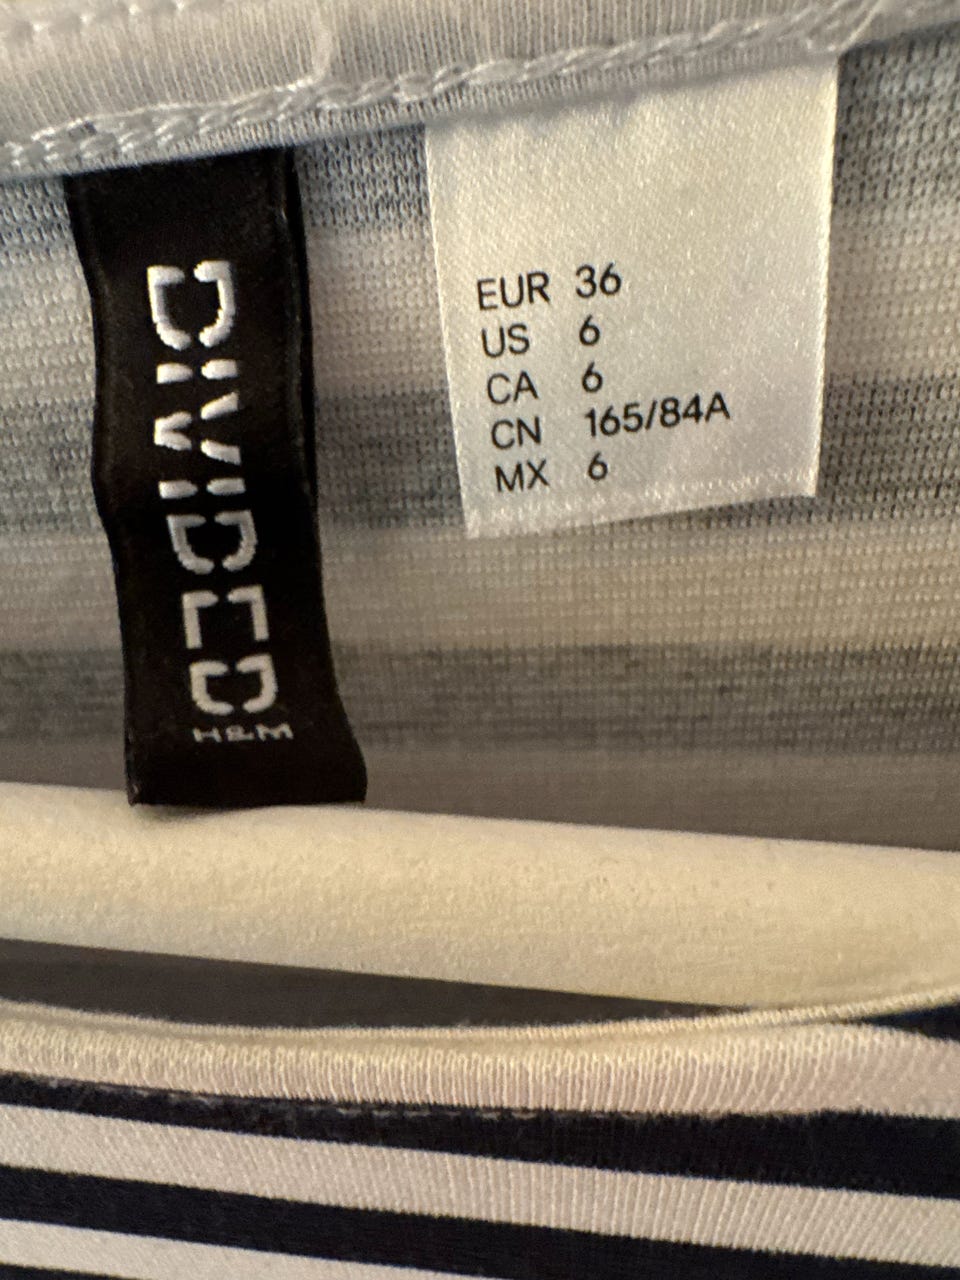 DIVIDED
H&M
EUR 36
US 6
CA 6
CN 165/84A
MX 6